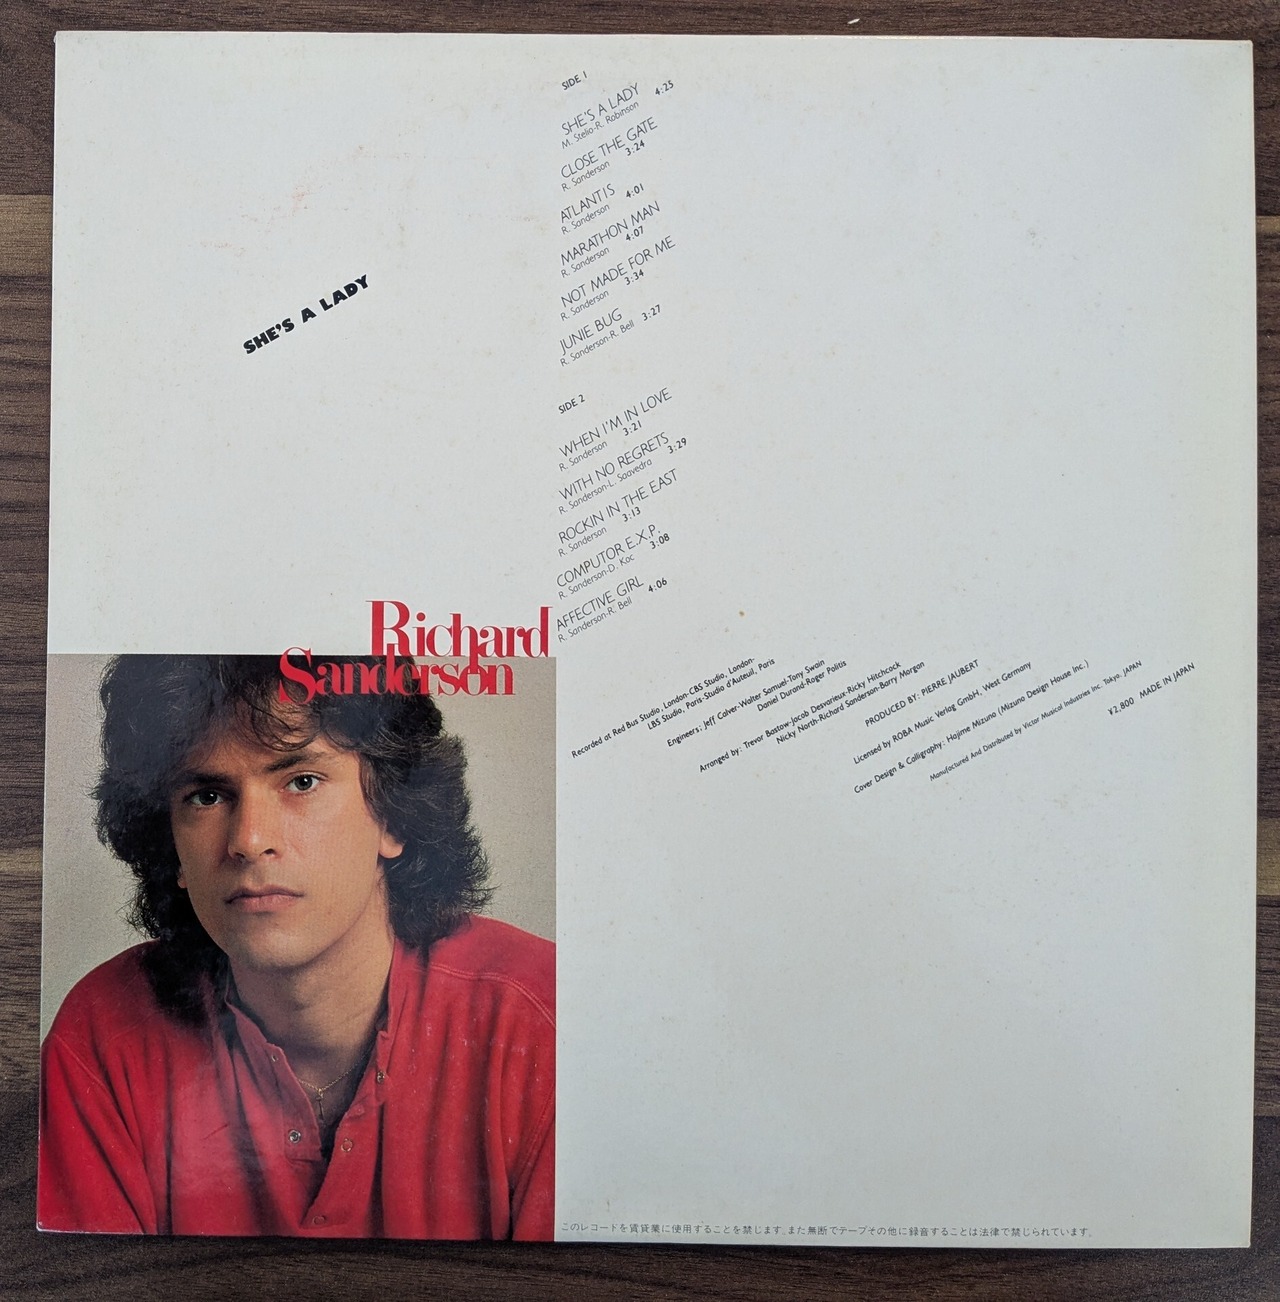 SHE'S A LADY
SIDE 1
SHE'S A LADY 4:25
M. Stelio-R. Robinson
CLOSE THE GATE
R. Sanderson 3:24
ATLANTIS
R. Sanderson 4:01
MARATHON MAN
R. Sanderson 4:07
NOT MADE FOR ME
R. Sanderson 3:34
JUNIE BUG
R. Sanderson-R. Bell 3:27
SIDE 2
WHEN I'M IN LOVE
R. Sanderson 3:21
WITH NO REGRETS
R. Sanderson-L. Saavedra 3:29
ROCKIN IN THE EAST
R. Sanderson 3:13
COMPUTOR E.X.P.
R. Sanderson-D. Koc 3:08
AFFECTIVE GIRL
R. Sanderson-R. Bell 4:06
Richard
Sanderson
Recorded at Red Bus Studio, London-CBS Studio, London-
LBS Studio, Paris-Studio d'Auteuil, Paris
Engineers: Jeff Calver-Walter Samuel-Tony Swain
Daniel Durand-Roger Politis
Arranged by: Trevor Bastow-Jacob Desvarieux-Ricky Hitchcock
Nicky North-Richard Sanderson-Barry Morgan
PRODUCED BY: PIERRE JAUBERT
Licensed by ROBA Music Verlag GmbH, West Germany
Cover Design & Calligraphy: Hajime Mizuno (Mizuno Design House Inc.)
Manufactured And Distributed by Victor Musical Industries Inc. Tokyo, JAPAN
¥2,800 MADE IN JAPAN
このレコードを賃貸業に使用することを禁じます。また無断でテープその他に録音することは法律で禁じられています。